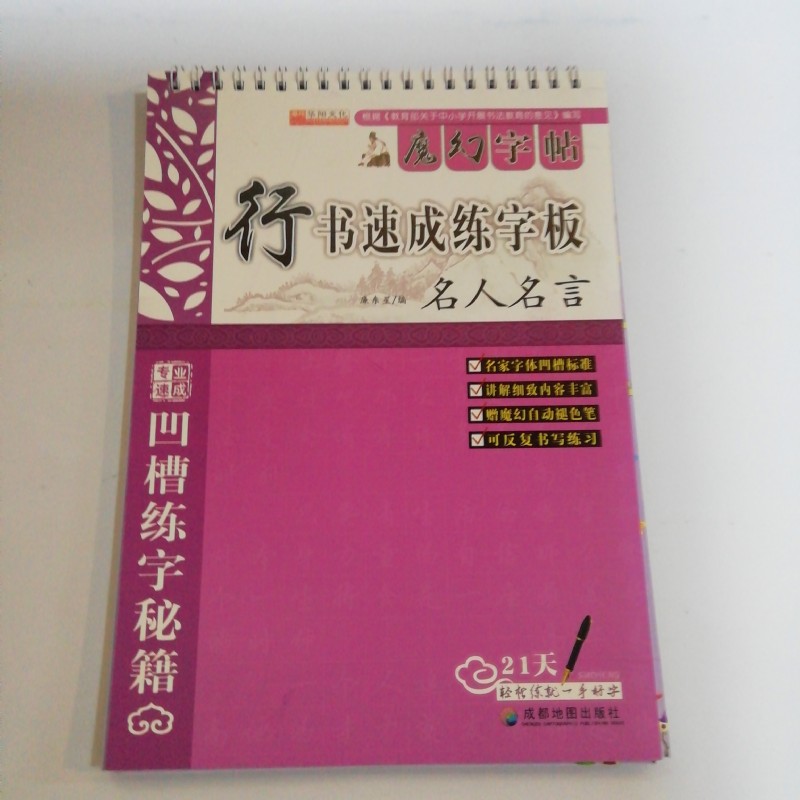 华阳文化
根据《教育部关于中小学开展书法教育的意见》编写
魔幻字帖
行书速成练字板
廉东星/编
名人名言
专业
速成
凹槽练字秘籍
名家字体凹槽标准
讲解细致内容丰富
赠魔幻自动褪色笔
可反复书写练习
21天
轻松练就一手好字
成都地图出版社